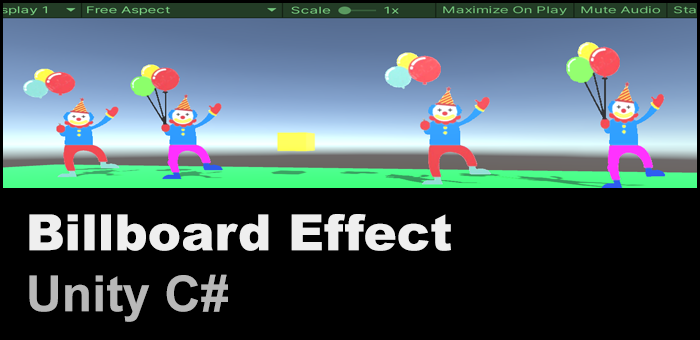 splay 1 Free Aspect Scale 1x Maximize On Play Mute Audio Sta
Billboard Effect
Unity C#